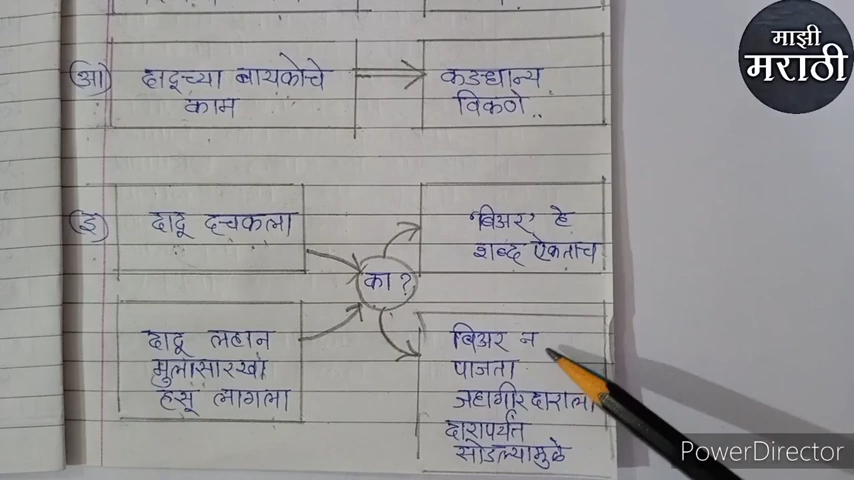 माझी
मराठी
आ) दादूच्या बायकोचे
काम
कडधान्य
विकणे..
इ) दादू दचकला
'बिअर' हे
शब्द ऐकताच
का?
दादू लहान
मुलासारखा
हसू लागला
बिअर न
पाजता
जहागीरदाराला
दारापर्यंत
सोडल्यामुळे
PowerDirector